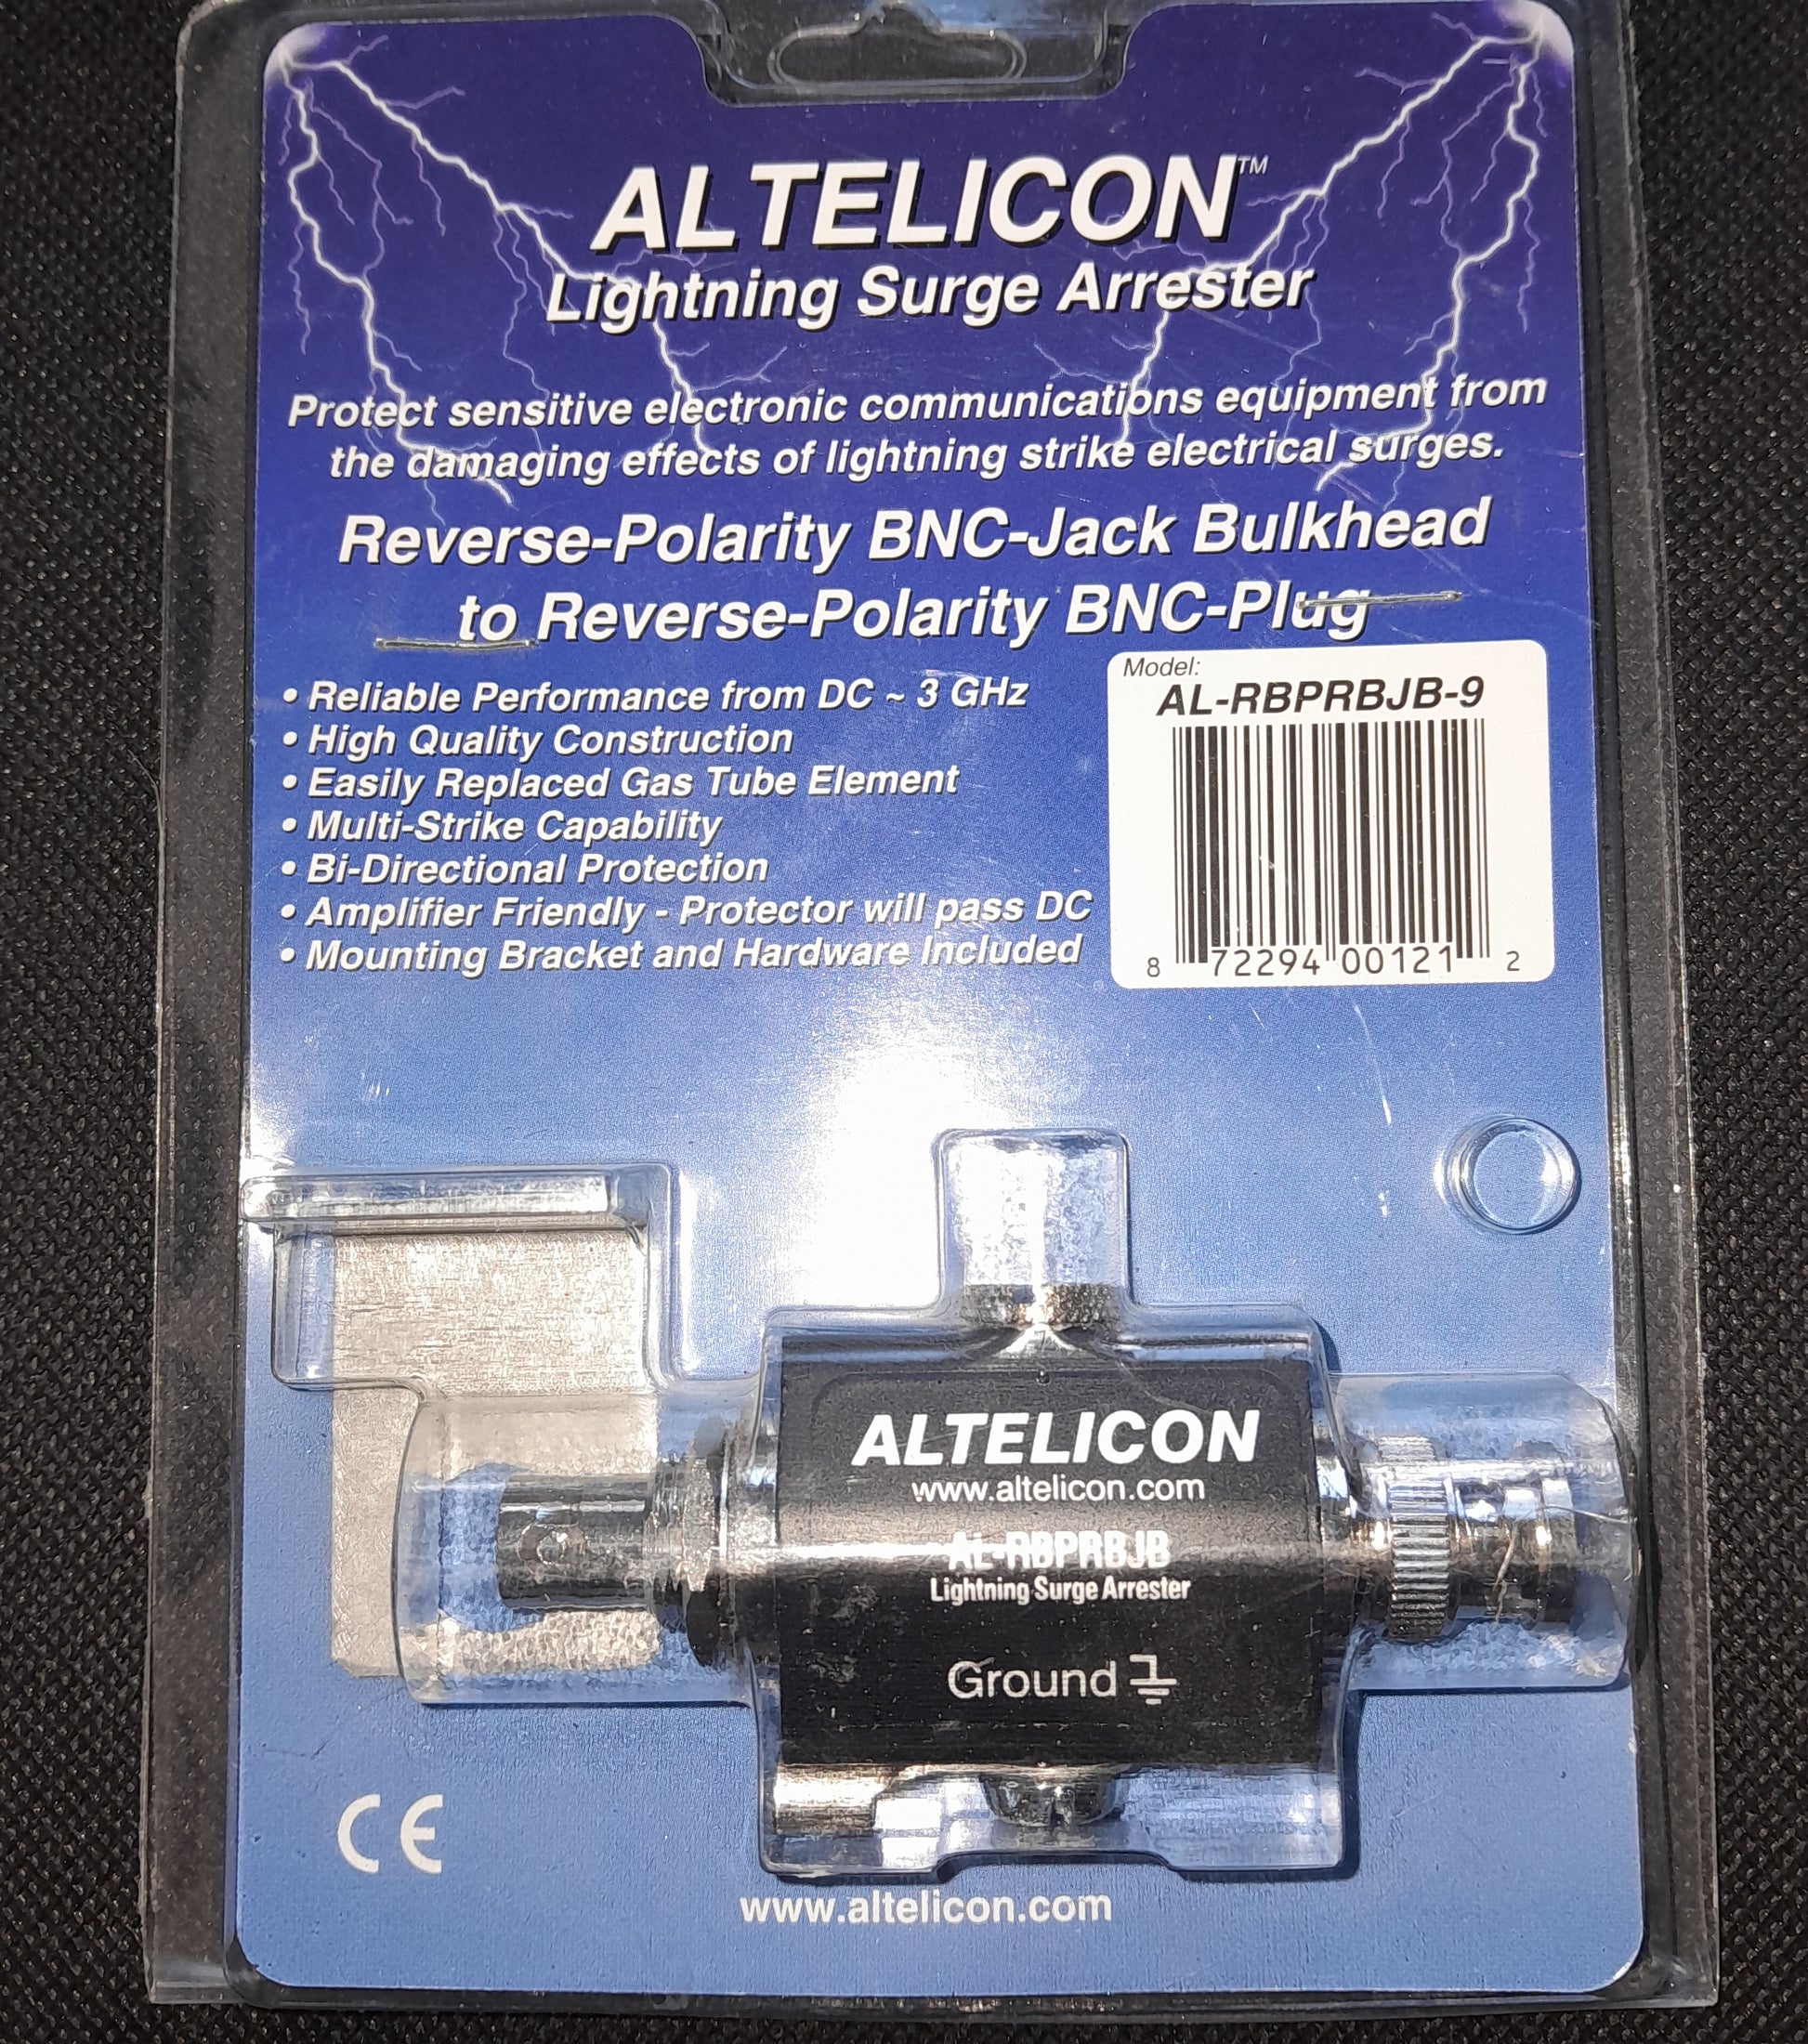 ALTELICON™
Lightning Surge Arrester
Protect sensitive electronic communications equipment from
the damaging effects of lightning strike electrical surges.
Reverse-Polarity BNC-Jack Bulkhead
to Reverse-Polarity BNC-Plug
• Reliable Performance from DC ~ 3 GHz
• High Quality Construction
• Easily Replaced Gas Tube Element
• Multi-Strike Capability
• Bi-Directional Protection
• Amplifier Friendly - Protector will pass DC
• Mounting Bracket and Hardware Included
Model:
AL-RBPRBJB-9
8 72294 00121 2
ALTELICON
www.altelicon.com
AL-RBPRBJB
Lightning Surge Arrester
Ground
CE
www.altelicon.com